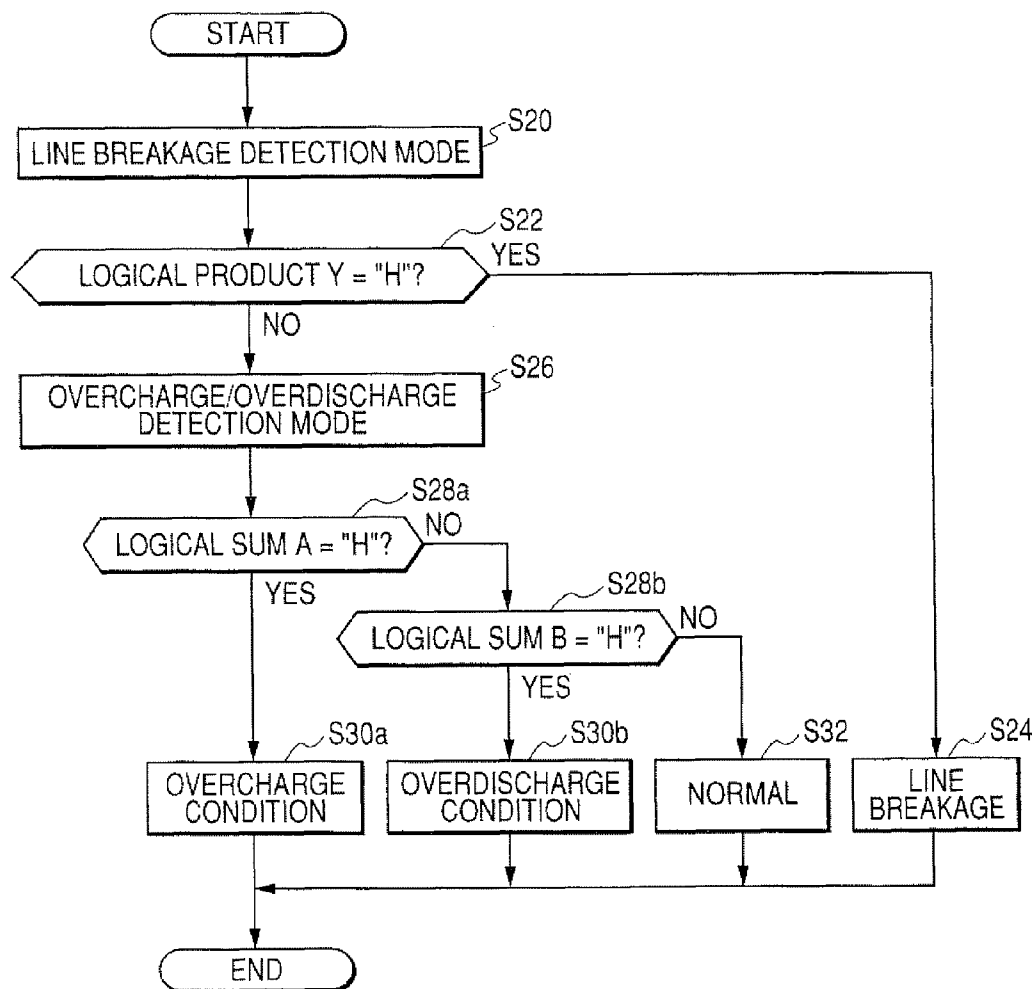 START
S20
LINE BREAKAGE DETECTION MODE
S22
LOGICAL PRODUCT Y = "H"?
YES
NO
S26
OVERCHARGE/OVERDISCHARGE
DETECTION MODE
S28a
LOGICAL SUM A = "H"?
NO
YES
S28b
LOGICAL SUM B = "H"?
NO
YES
S30a
OVERCHARGE
CONDITION
S30b
OVERDISCHARGE
CONDITION
S32
NORMAL
S24
LINE
BREAKAGE
END